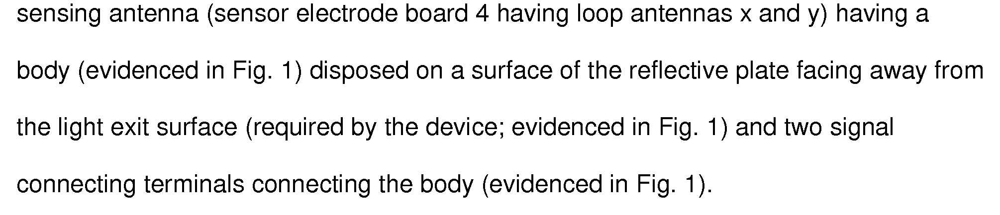 sensing antenna (sensor electrode board 4 having loop antennas x and y) having a
body (evidenced in Fig. 1) disposed on a surface of the reflective plate facing away from
the light exit surface (required by the device; evidenced in Fig. 1) and two signal
connecting terminals connecting the body (evidenced in Fig. 1).